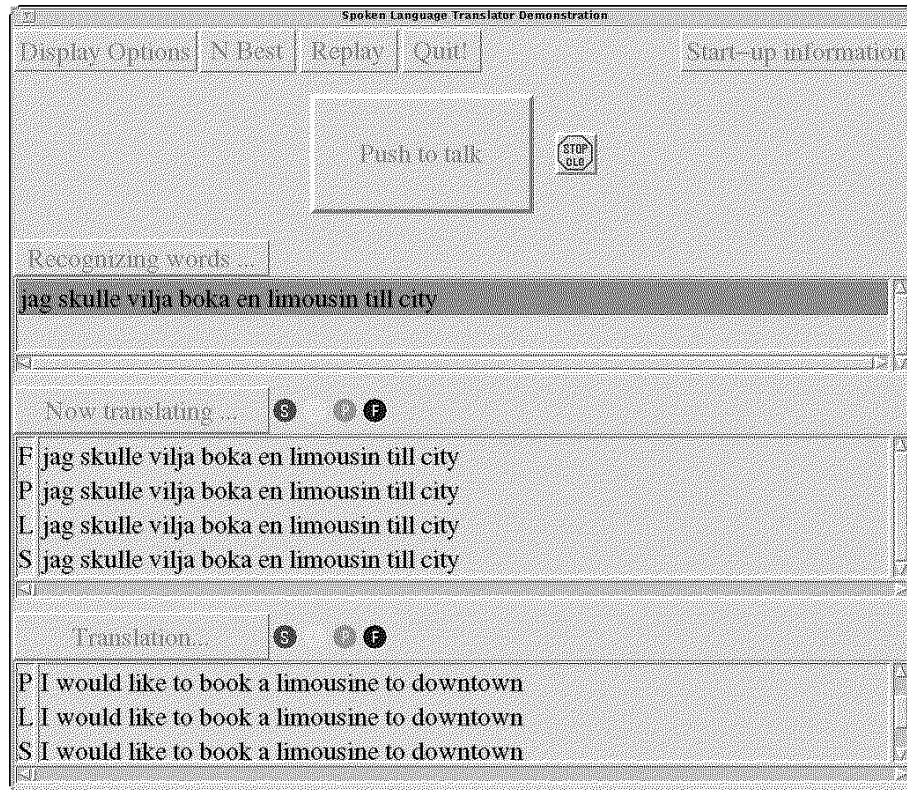 Spoken Language Translator Demonstration
Display Options N Best Replay Quit! Start-up information
Push to talk
STOP
Recognizing words ...
jag skulle vilja boka en limousin till city
Now translating ... S P F
F jag skulle vilja boka en limousin till city
P jag skulle vilja boka en limousin till city
L jag skulle vilja boka en limousin till city
S jag skulle vilja boka en limousin till city
Translation... S P F
P I would like to book a limousine to downtown
L I would like to book a limousine to downtown
S I would like to book a limousine to downtown